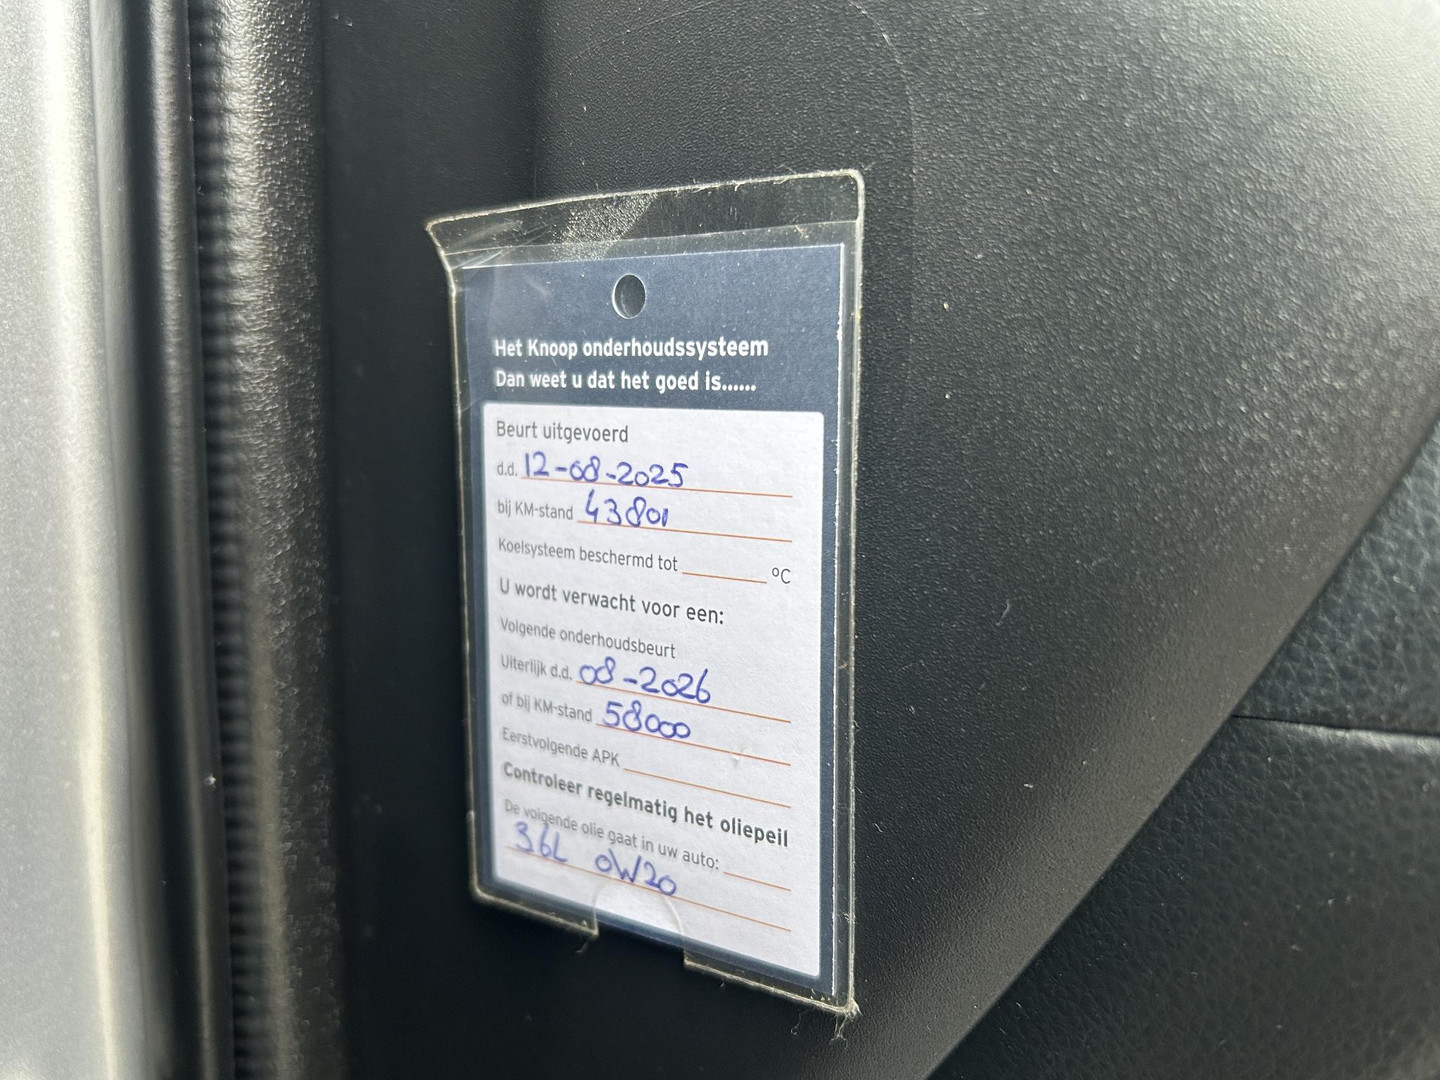 Het Knoop onderhoudssysteem
Dan weet u dat het goed is......
Beurt uitgevoerd
d.d. 12-08-2025
bij KM-stand 43801
Koelsysteem beschermd tot ______ °C
U wordt verwacht voor een:
Volgende onderhoudsbeurt
Uiterlijk d.d. 08-2026
of bij KM-stand 58000
Eerstvolgende APK
Controleer regelmatig het oliepeil
De volgende olie gaat in uw auto:
36L 0W20